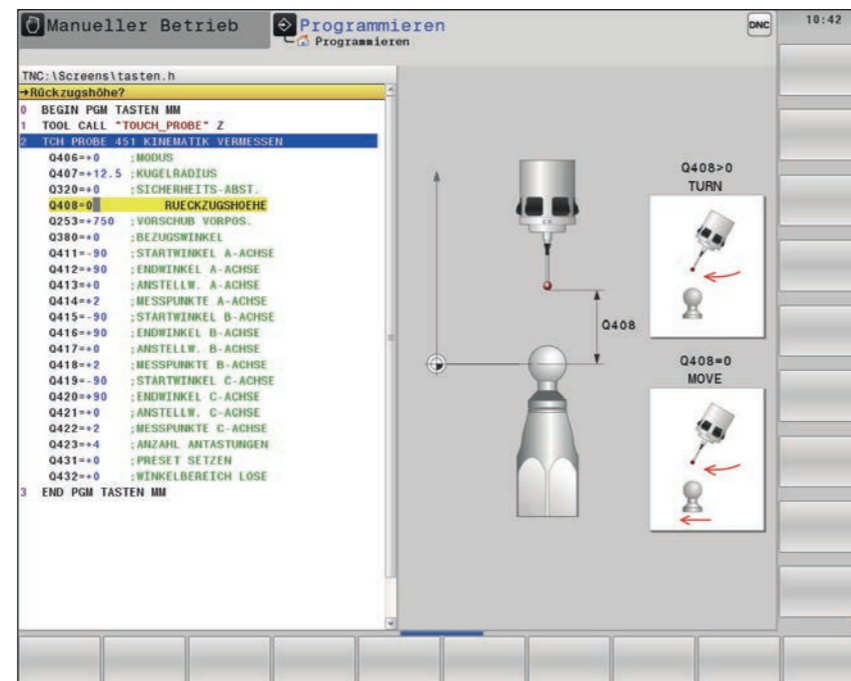 Manueller Betrieb
Programmieren
Programmieren
DNC
10:42
TNC:\Screens\tasten.h
→Rückzugshöhe?
0 BEGIN PGM TASTEN MM
1 TOOL CALL "TOUCH_PROBE" Z
2 TCH PROBE 451 KINEMATIK VERMESSEN
Q406=+0 ;MODUS
Q407=+12.5 ;KUGELRADIUS
Q320=+0 ;SICHERHEITS-ABST.
Q408=0 RUECKZUGSHOEHE
Q253=+750 ;VORSCHUB VORPOS.
Q380=+0 ;BEZUGSWINKEL
Q411=-90 ;STARTWINKEL A-ACHSE
Q412=+90 ;ENDWINKEL A-ACHSE
Q413=+0 ;ANSTELLW. A-ACHSE
Q414=+2 ;MESSPUNKTE A-ACHSE
Q415=-90 ;STARTWINKEL B-ACHSE
Q416=+90 ;ENDWINKEL B-ACHSE
Q417=+0 ;ANSTELLW. B-ACHSE
Q418=+2 ;MESSPUNKTE B-ACHSE
Q419=-90 ;STARTWINKEL C-ACHSE
Q420=+90 ;ENDWINKEL C-ACHSE
Q421=+0 ;ANSTELLW. C-ACHSE
Q422=+2 ;MESSPUNKTE C-ACHSE
Q423=+4 ;ANZAHL ANTASTUNGEN
Q431=+0 ;PRESET SETZEN
Q432=+0 ;WINKELBEREICH LOSE
3 END PGM TASTEN MM
Q408
Q408>0
TURN
Q408=0
MOVE